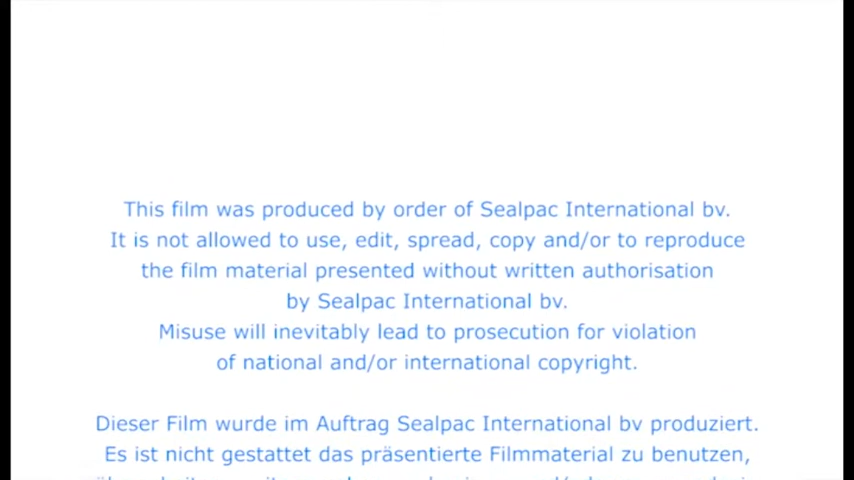 This film was produced by order of Sealpac International bv.
It is not allowed to use, edit, spread, copy and/or to reproduce
the film material presented without written authorisation
by Sealpac International bv.
Misuse will inevitably lead to prosecution for violation
of national and/or international copyright.
Dieser Film wurde im Auftrag Sealpac International bv produziert.
Es ist nicht gestattet das präsentierte Filmmaterial zu benutzen,